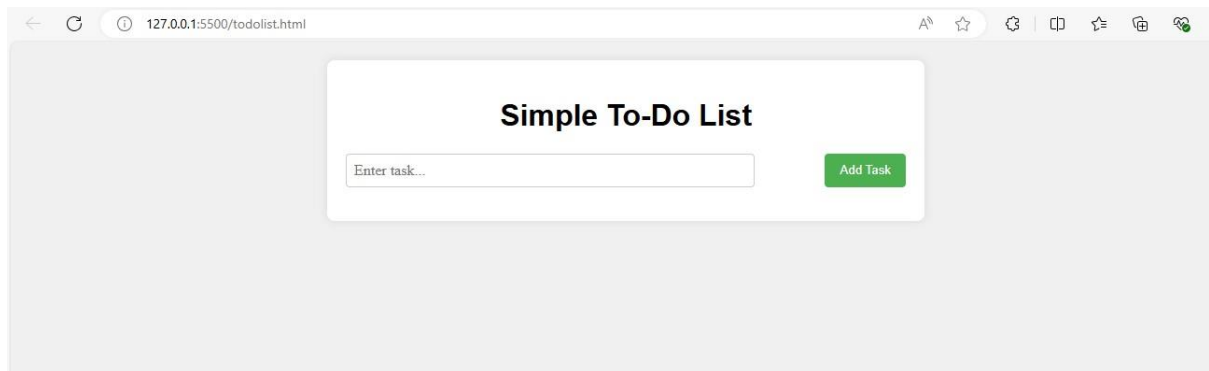 127.0.0.1:5500/todolist.html
Simple To-Do List
Enter task...
Add Task